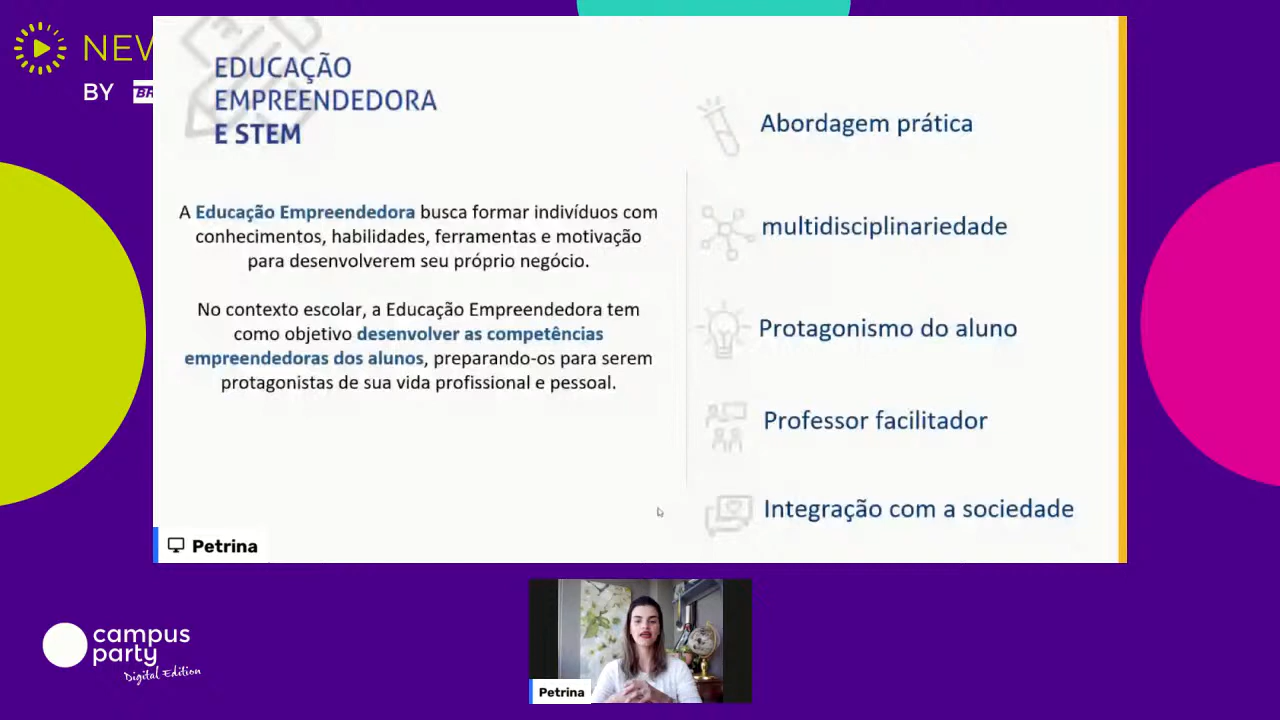 NEW
BY BR
EDUCAÇÃO
EMPREENDEDORA
E STEM
A Educação Empreendedora busca formar indivíduos com
conhecimentos, habilidades, ferramentas e motivação
para desenvolverem seu próprio negócio.
No contexto escolar, a Educação Empreendedora tem
como objetivo desenvolver as competências
empreendedoras dos alunos, preparando-os para serem
protagonistas de sua vida profissional e pessoal.
Abordagem prática
multidisciplinariedade
Protagonismo do aluno
Professor facilitador
Integração com a sociedade
Petrina
campus
party
Digital Edition
Petrina